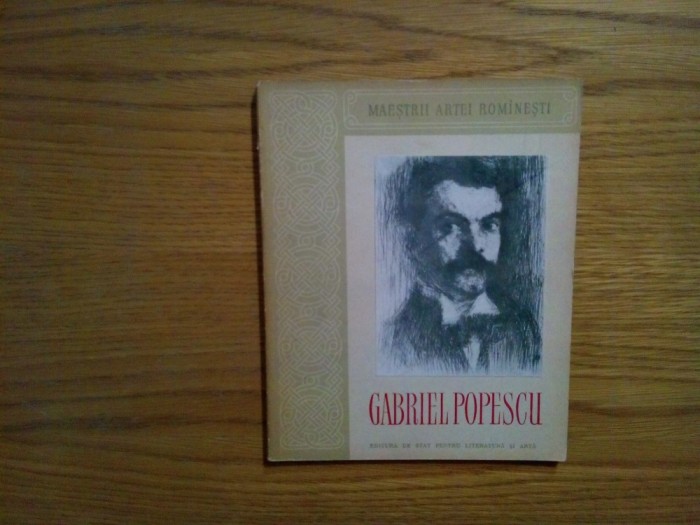 MAEȘTRII ARTEI ROMÎNEȘTI
GABRIEL POPESCU
EDITURA DE STAT PENTRU LITERATURĂ ȘI ARTĂ